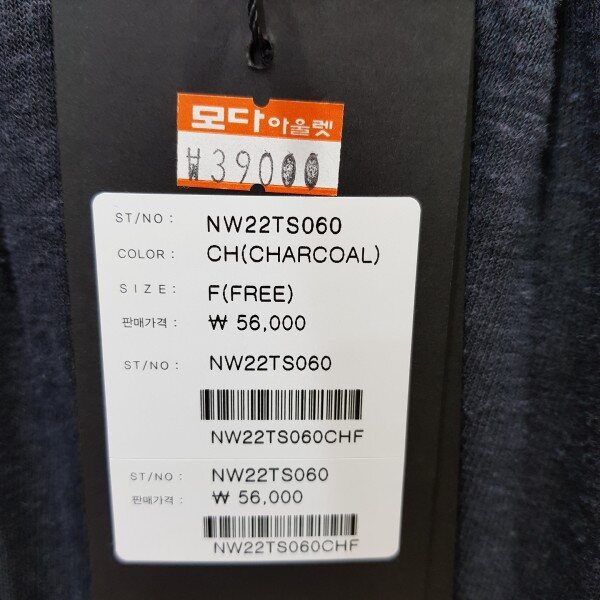 모다아울렛
₩39000
ST/NO : NW22TS060
COLOR : CH(CHARCOAL)
SIZE : F(FREE)
판매가격 : ₩ 56,000
ST/NO : NW22TS060
NW22TS060CHF
ST/NO : NW22TS060
판매가격 : ₩ 56,000
NW22TS060CHF